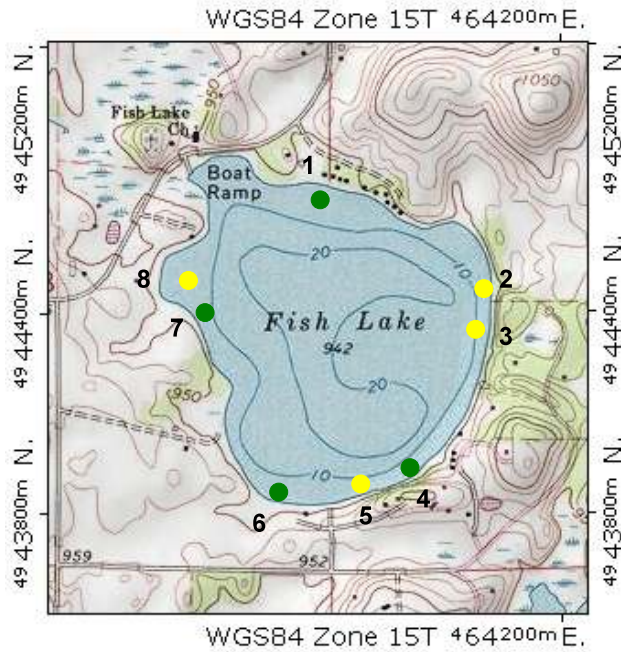 WGS84 Zone 15T ⁴64²⁰⁰ᵐ E.
49 45²⁰⁰ᵐ N.
49 45²⁰⁰ᵐ N.
950
1050
Fish Lake
Ch
1
Boat
Ramp
20
10
8
2
49 44⁴⁰⁰ᵐ N.
49 44⁴⁰⁰ᵐ N.
7
Fish Lake
3
942
950
20
10
4
5
6
49 43⁸⁰⁰ᵐ N.
49 43⁸⁰⁰ᵐ N.
959
952
WGS84 Zone 15T ⁴64²⁰⁰ᵐ E.